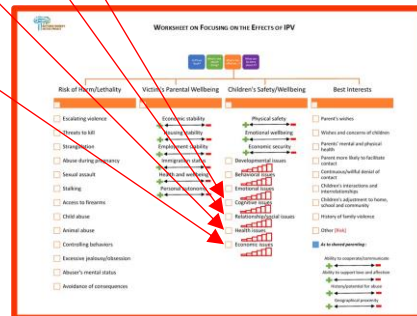 WORKSHEET ON FOCUSING ON THE EFFECTS OF IPV
Risk of Harm/Lethality
Escalating violence
Threats to kill
Strangulation
Abuse during pregnancy
Sexual assault
Stalking
Access to firearms
Child abuse
Animal abuse
Controlling behaviors
Excessive jealousy/obsession
Abuser's mental status
Avoidance of consequences
Victim's Parental Wellbeing
Economic stability
Housing stability
Employment stability
Immigration status
Health and wellbeing
Personal autonomy
Children's Safety/Wellbeing
Physical safety
Emotional wellbeing
Economic security
Developmental issues
Behavioral issues
Emotional issues
Cognitive issues
Relationship/social issues
Health issues
Economic issues
Best Interests
Parent's wishes
Wishes and concerns of children
Parents' mental and physical
health
Parent more likely to facilitate
contact
Continuous/willful denial of
contact
Children's interactions and
interrelationships
Children's adjustment to home,
school and community
History of family violence
Other (Risk)
As to shared parenting:
Ability to cooperate/communicate
Ability to support love and affection
History/potential for abuse
Geographical proximity